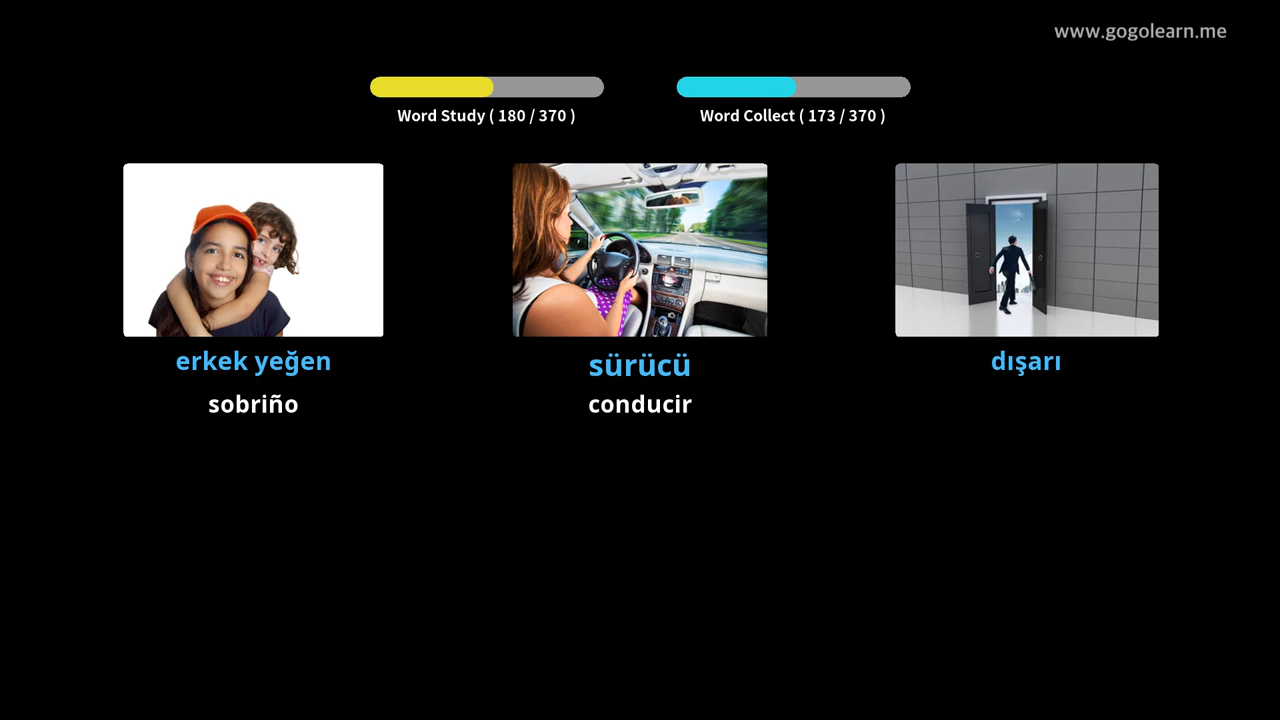 www.gogolearn.me
Word Study ( 180 / 370 )
Word Collect ( 173 / 370 )
erkek yeğen
sobriño
sürücü
conducir
dışarı